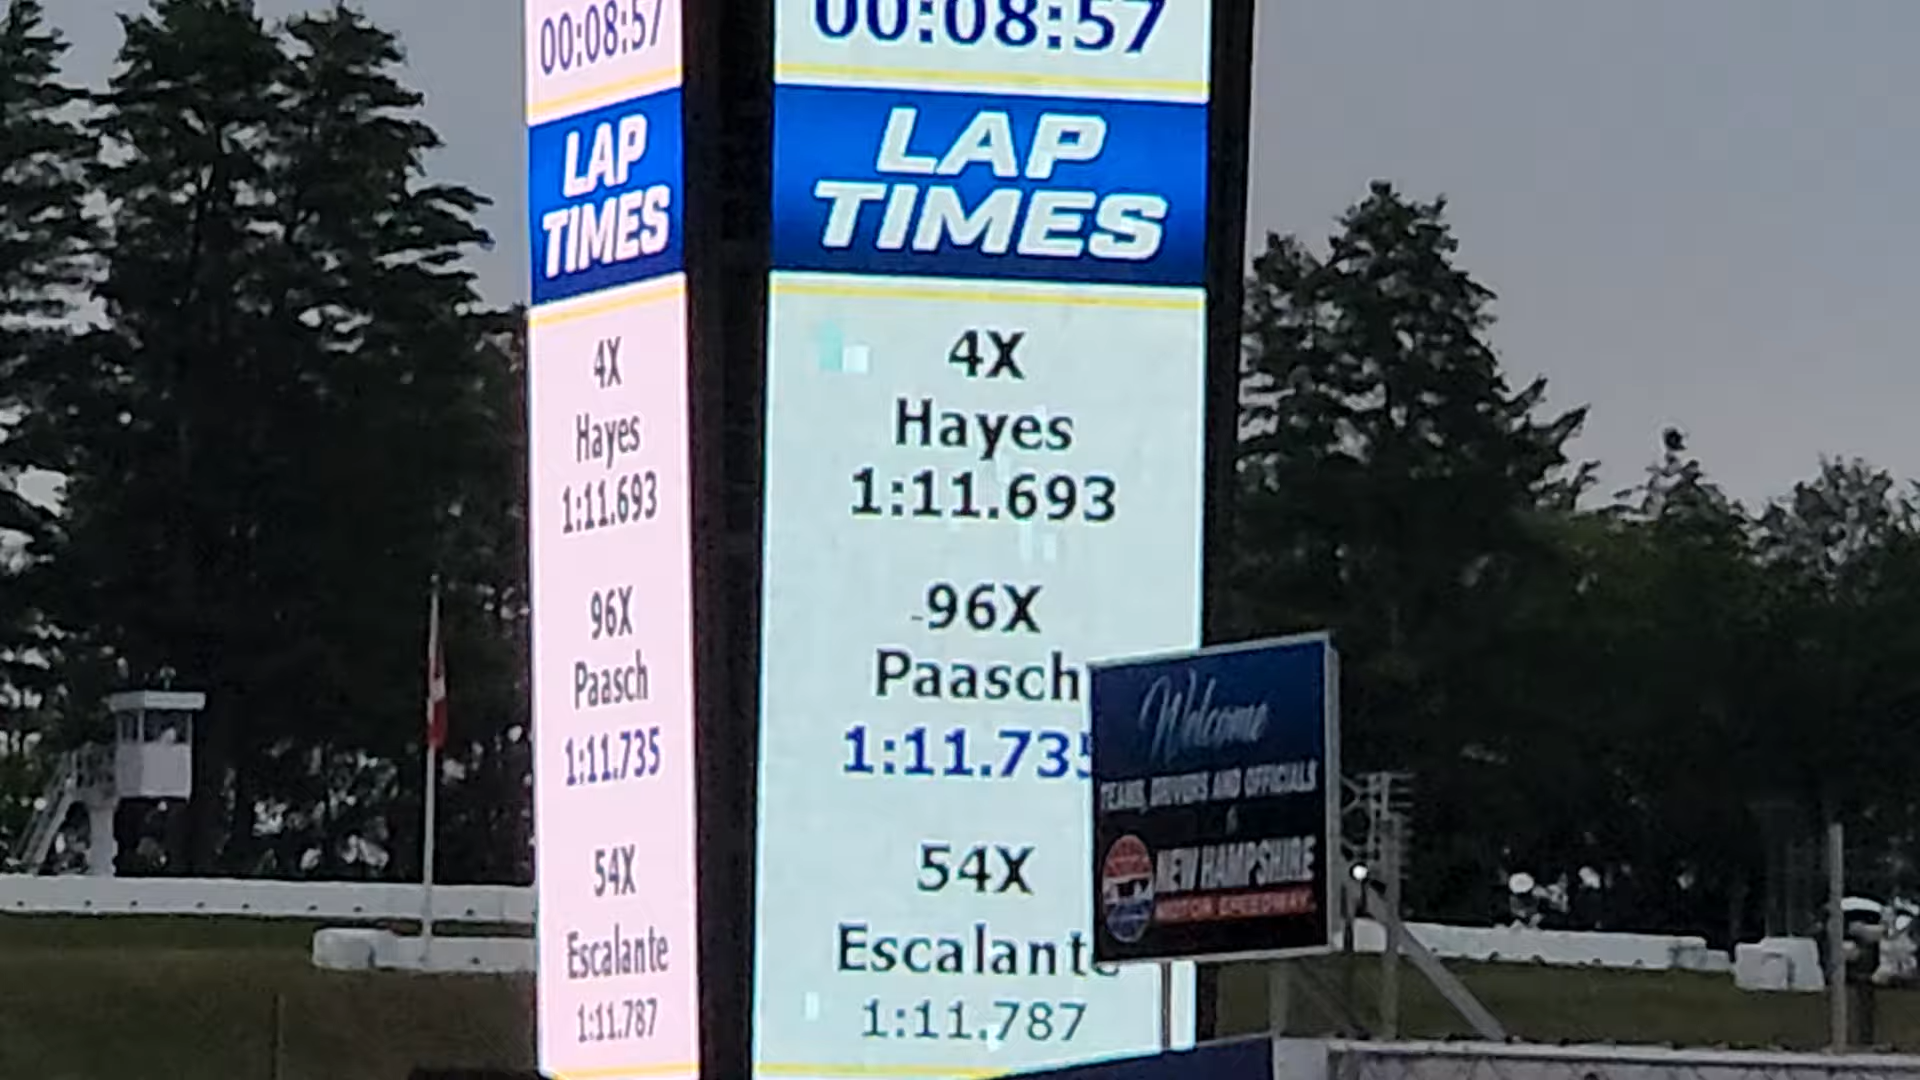 00:08:57
LAP
TIMES
4X
Hayes
1:11.693
96X
Paasch
1:11.735
54X
Escalante
1:11.787
00:08:57
LAP
TIMES
4X
Hayes
1:11.693
96X
Paasch
1:11.735
54X
Escalante
1:11.787
Welcome
TEAMS, DRIVERS AND OFFICIALS
NEW HAMPSHIRE
MOTOR SPEEDWAY